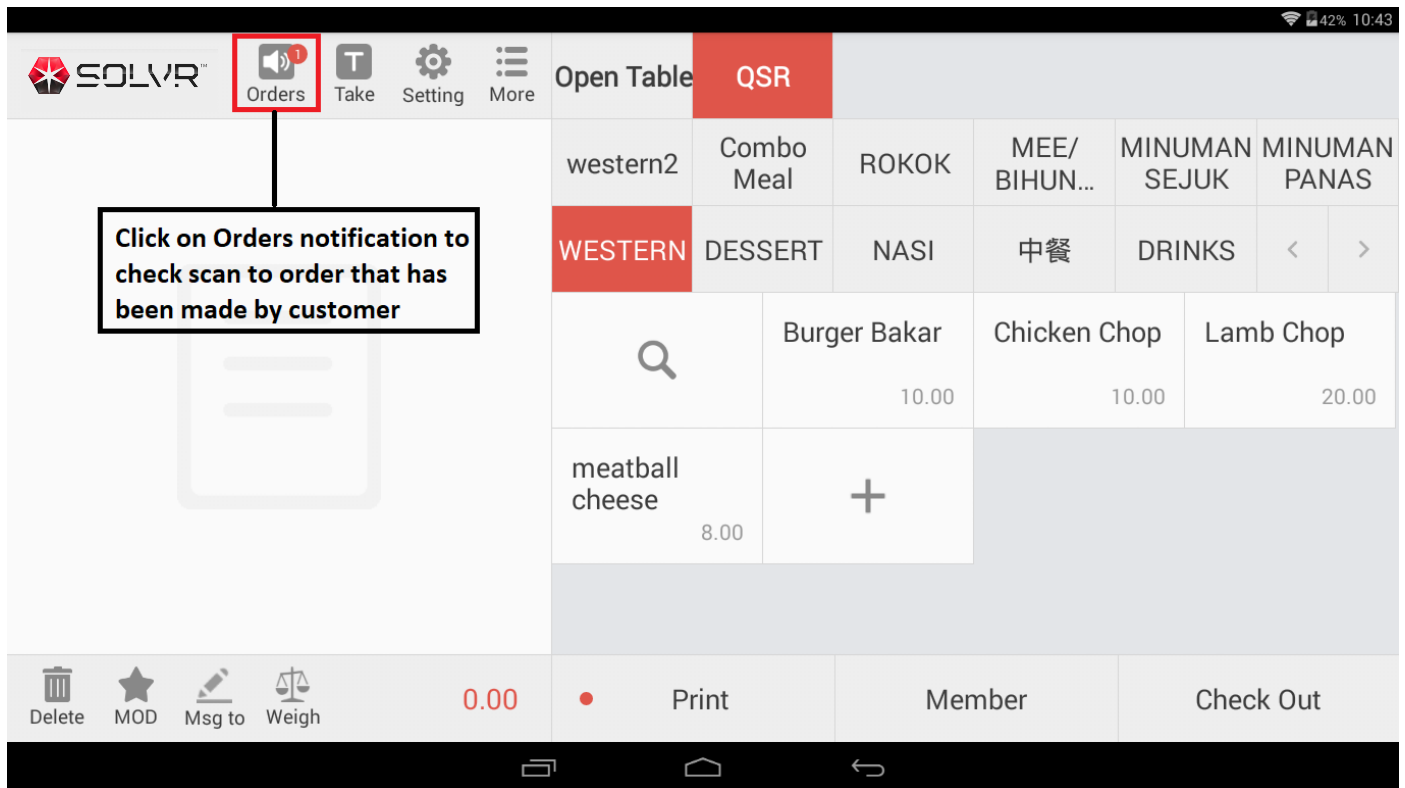 42% 10:43
SOLVR™
1
Orders
Take
Setting
More
Open Table
QSR
Click on Orders notification to
check scan to order that has
been made by customer
western2
Combo
Meal
ROKOK
MEE/
BIHUN...
MINUMAN
SEJUK
MINUMAN
PANAS
WESTERN
DESSERT
NASI
中餐
DRINKS
<
>
Burger Bakar
10.00
Chicken Chop
10.00
Lamb Chop
20.00
meatball
cheese
8.00
+
Delete
MOD
Msg to
Weigh
0.00
Print
Member
Check Out